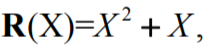 R(X)=X² + X,